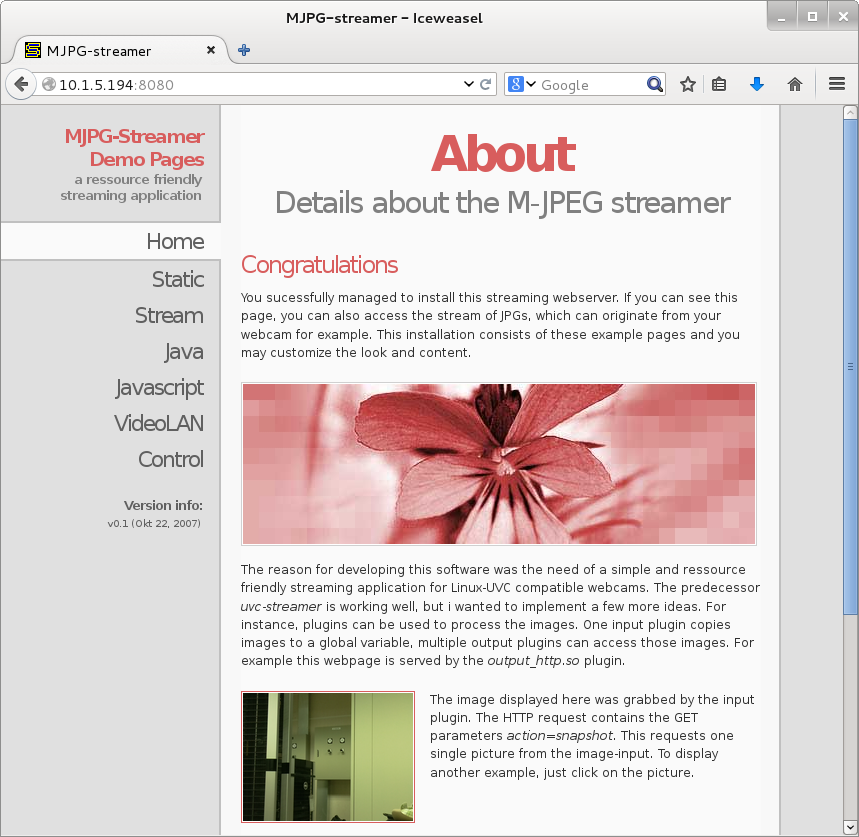 MJPG-streamer - Iceweasel
MJPG-streamer
10.1.5.194:8080
8
Google
MJPG-Streamer
Demo Pages
a ressource friendly
streaming application
Home
Static
Stream
Java
Javascript
VideoLAN
Control
Version info:
v0.1 (Okt 22, 2007)
About
Details about the M-JPEG streamer
Congratulations
You sucessfully managed to install this streaming webserver. If you can see this
page, you can also access the stream of JPGs, which can originate from your
webcam for example. This installation consists of these example pages and you
may customize the look and content.
The reason for developing this software was the need of a simple and ressource
friendly streaming application for Linux-UVC compatible webcams. The predecessor
uvc-streamer is working well, but i wanted to implement a few more ideas. For
instance, plugins can be used to process the images. One input plugin copies
images to a global variable, multiple output plugins can access those images. For
example this webpage is served by the output_http.so plugin.
The image displayed here was grabbed by the input
plugin. The HTTP request contains the GET
parameters action=snapshot. This requests one
single picture from the image-input. To display
another example, just click on the picture.